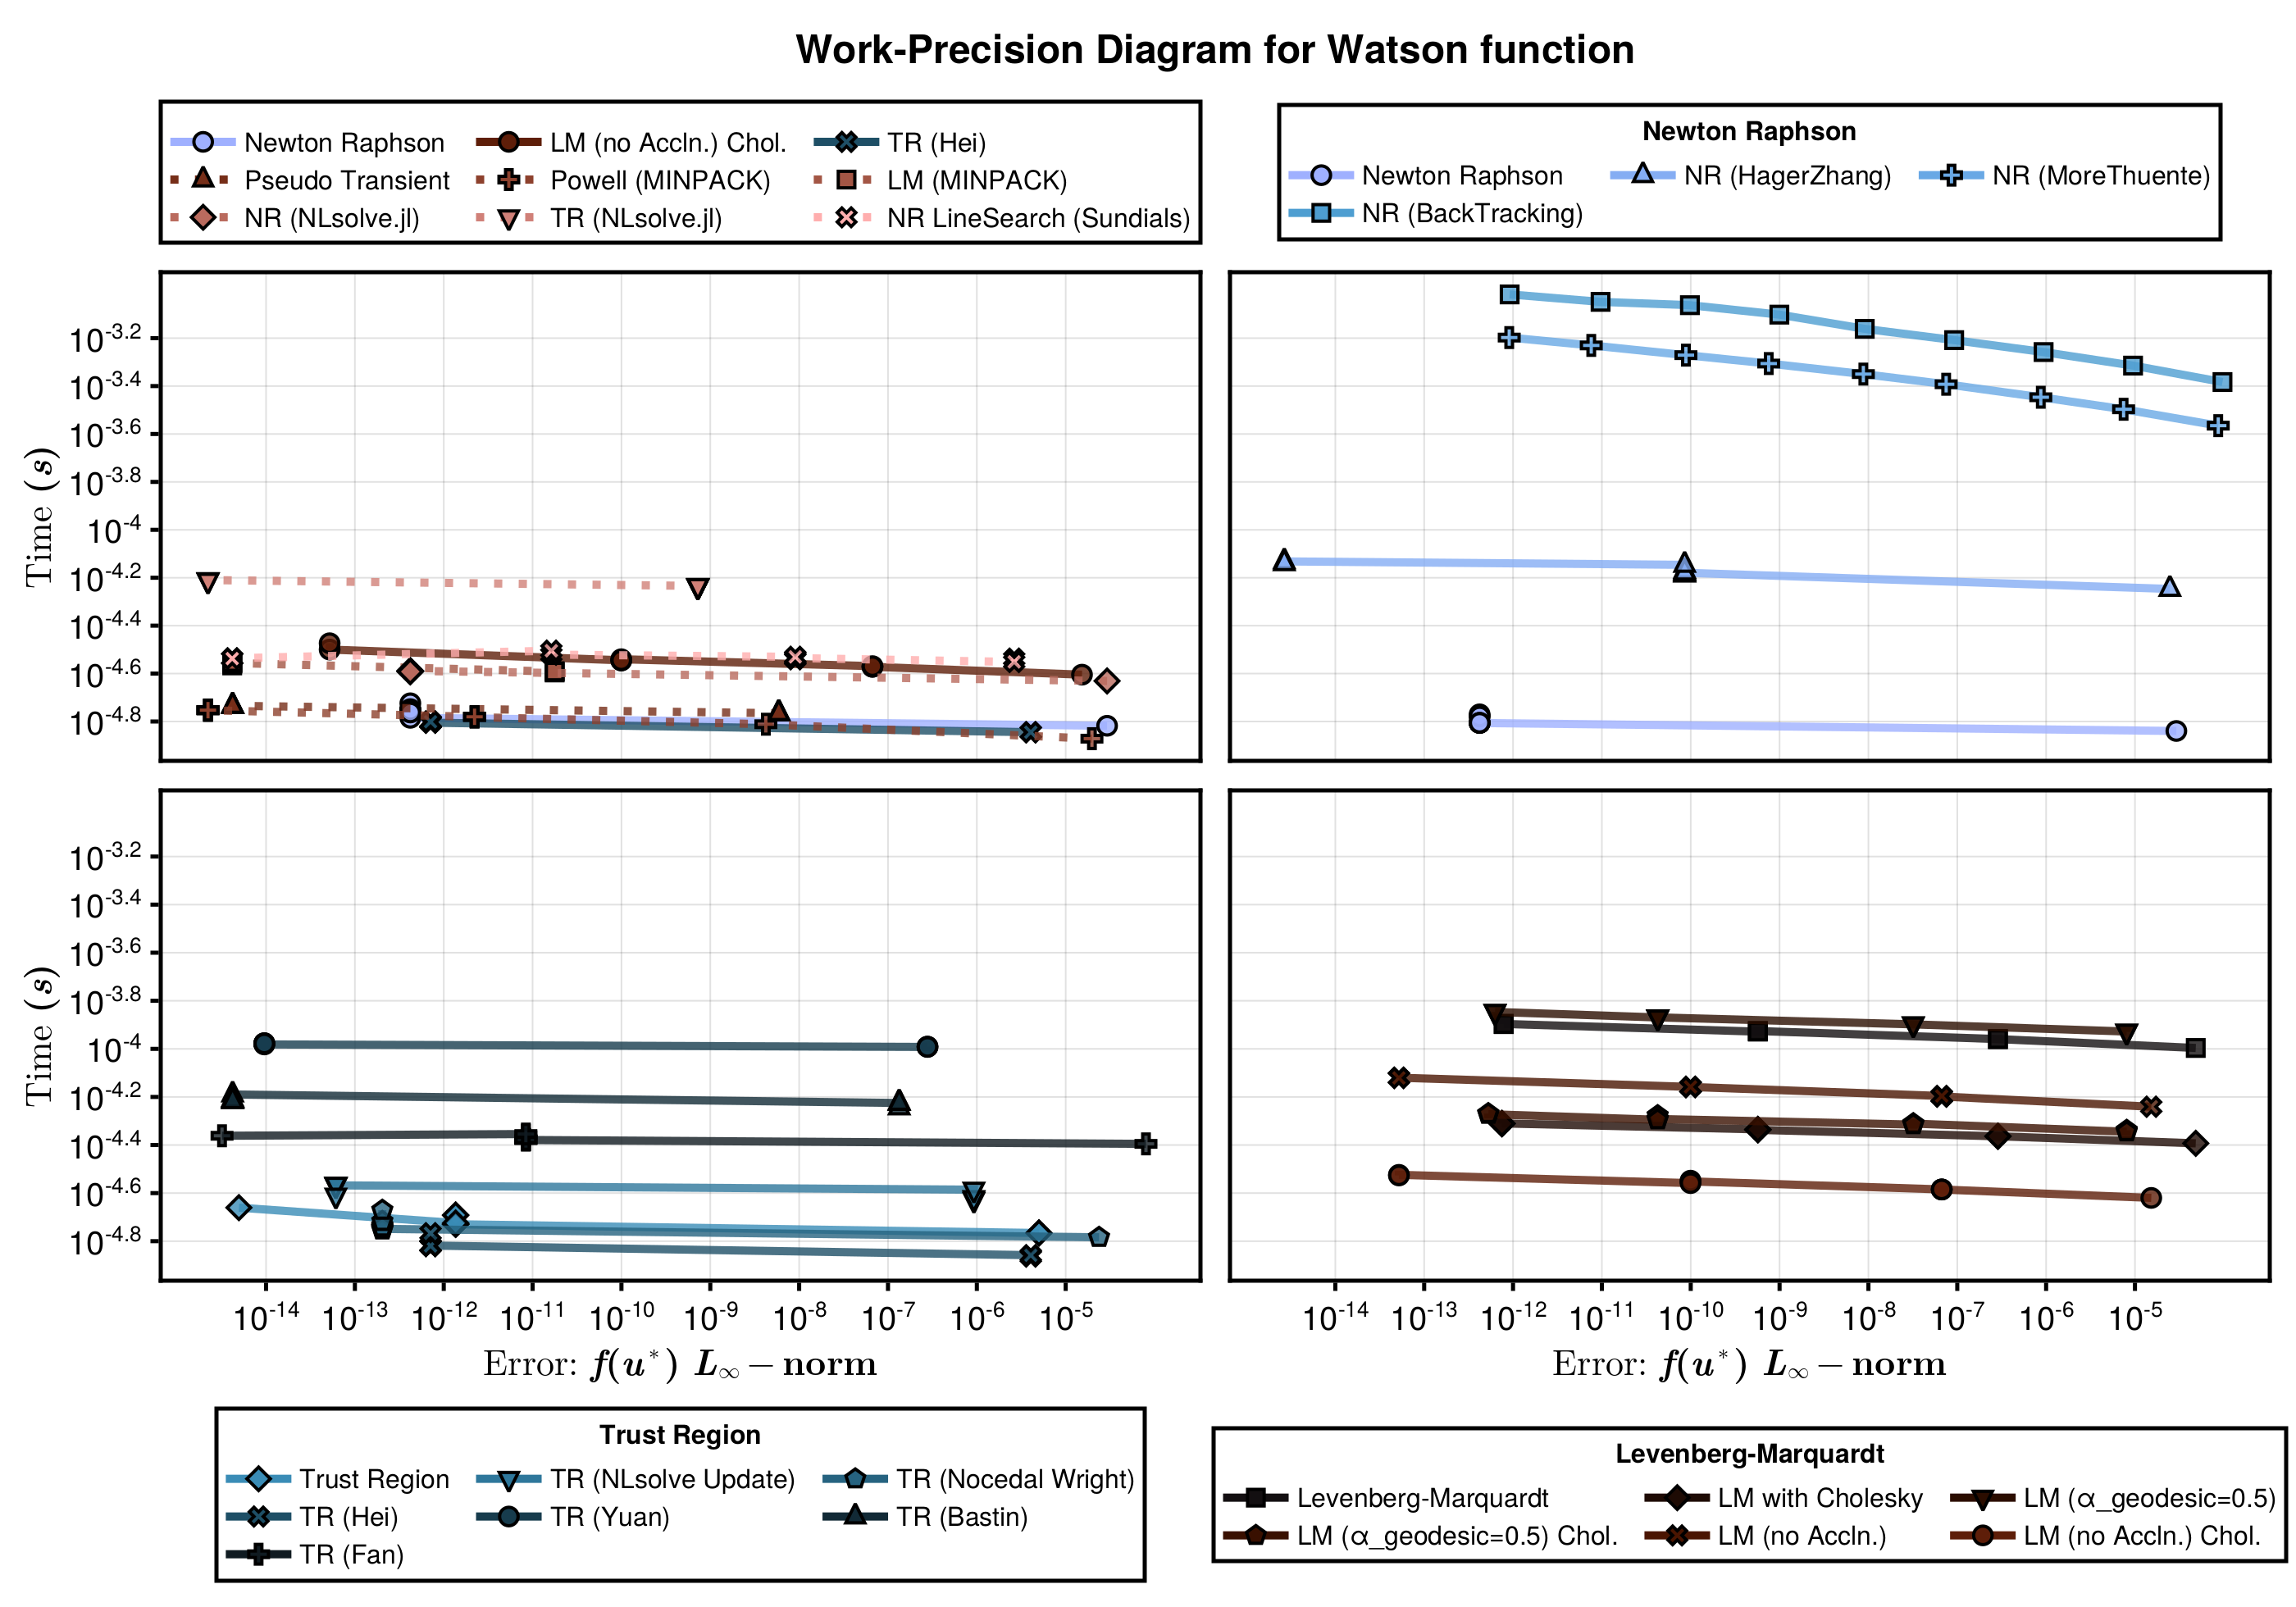 Work-Precision Diagram for Watson function
Newton Raphson LM (no Accln.) Chol. TR (Hei)
Pseudo Transient Powell (MINPACK) LM (MINPACK)
NR (NLsolve.jl) TR (NLsolve.jl) NR LineSearch (Sundials)
Newton Raphson
Newton Raphson NR (HagerZhang) NR (MoreThuente)
NR (BackTracking)
Time (s)
10^-3.2
10^-3.4
10^-3.6
10^-3.8
10^-4
10^-4.2
10^-4.4
10^-4.6
10^-4.8
Time (s)
10^-3.2
10^-3.4
10^-3.6
10^-3.8
10^-4
10^-4.2
10^-4.4
10^-4.6
10^-4.8
10^-14 10^-13 10^-12 10^-11 10^-10 10^-9 10^-8 10^-7 10^-6 10^-5
Error: f(u*) L∞ − norm
10^-14 10^-13 10^-12 10^-11 10^-10 10^-9 10^-8 10^-7 10^-6 10^-5
Error: f(u*) L∞ − norm
Trust Region
Trust Region TR (NLsolve Update) TR (Nocedal Wright)
TR (Hei) TR (Yuan) TR (Bastin)
TR (Fan)
Levenberg-Marquardt
Levenberg-Marquardt LM with Cholesky LM (α_geodesic=0.5)
LM (α_geodesic=0.5) Chol. LM (no Accln.) LM (no Accln.) Chol.